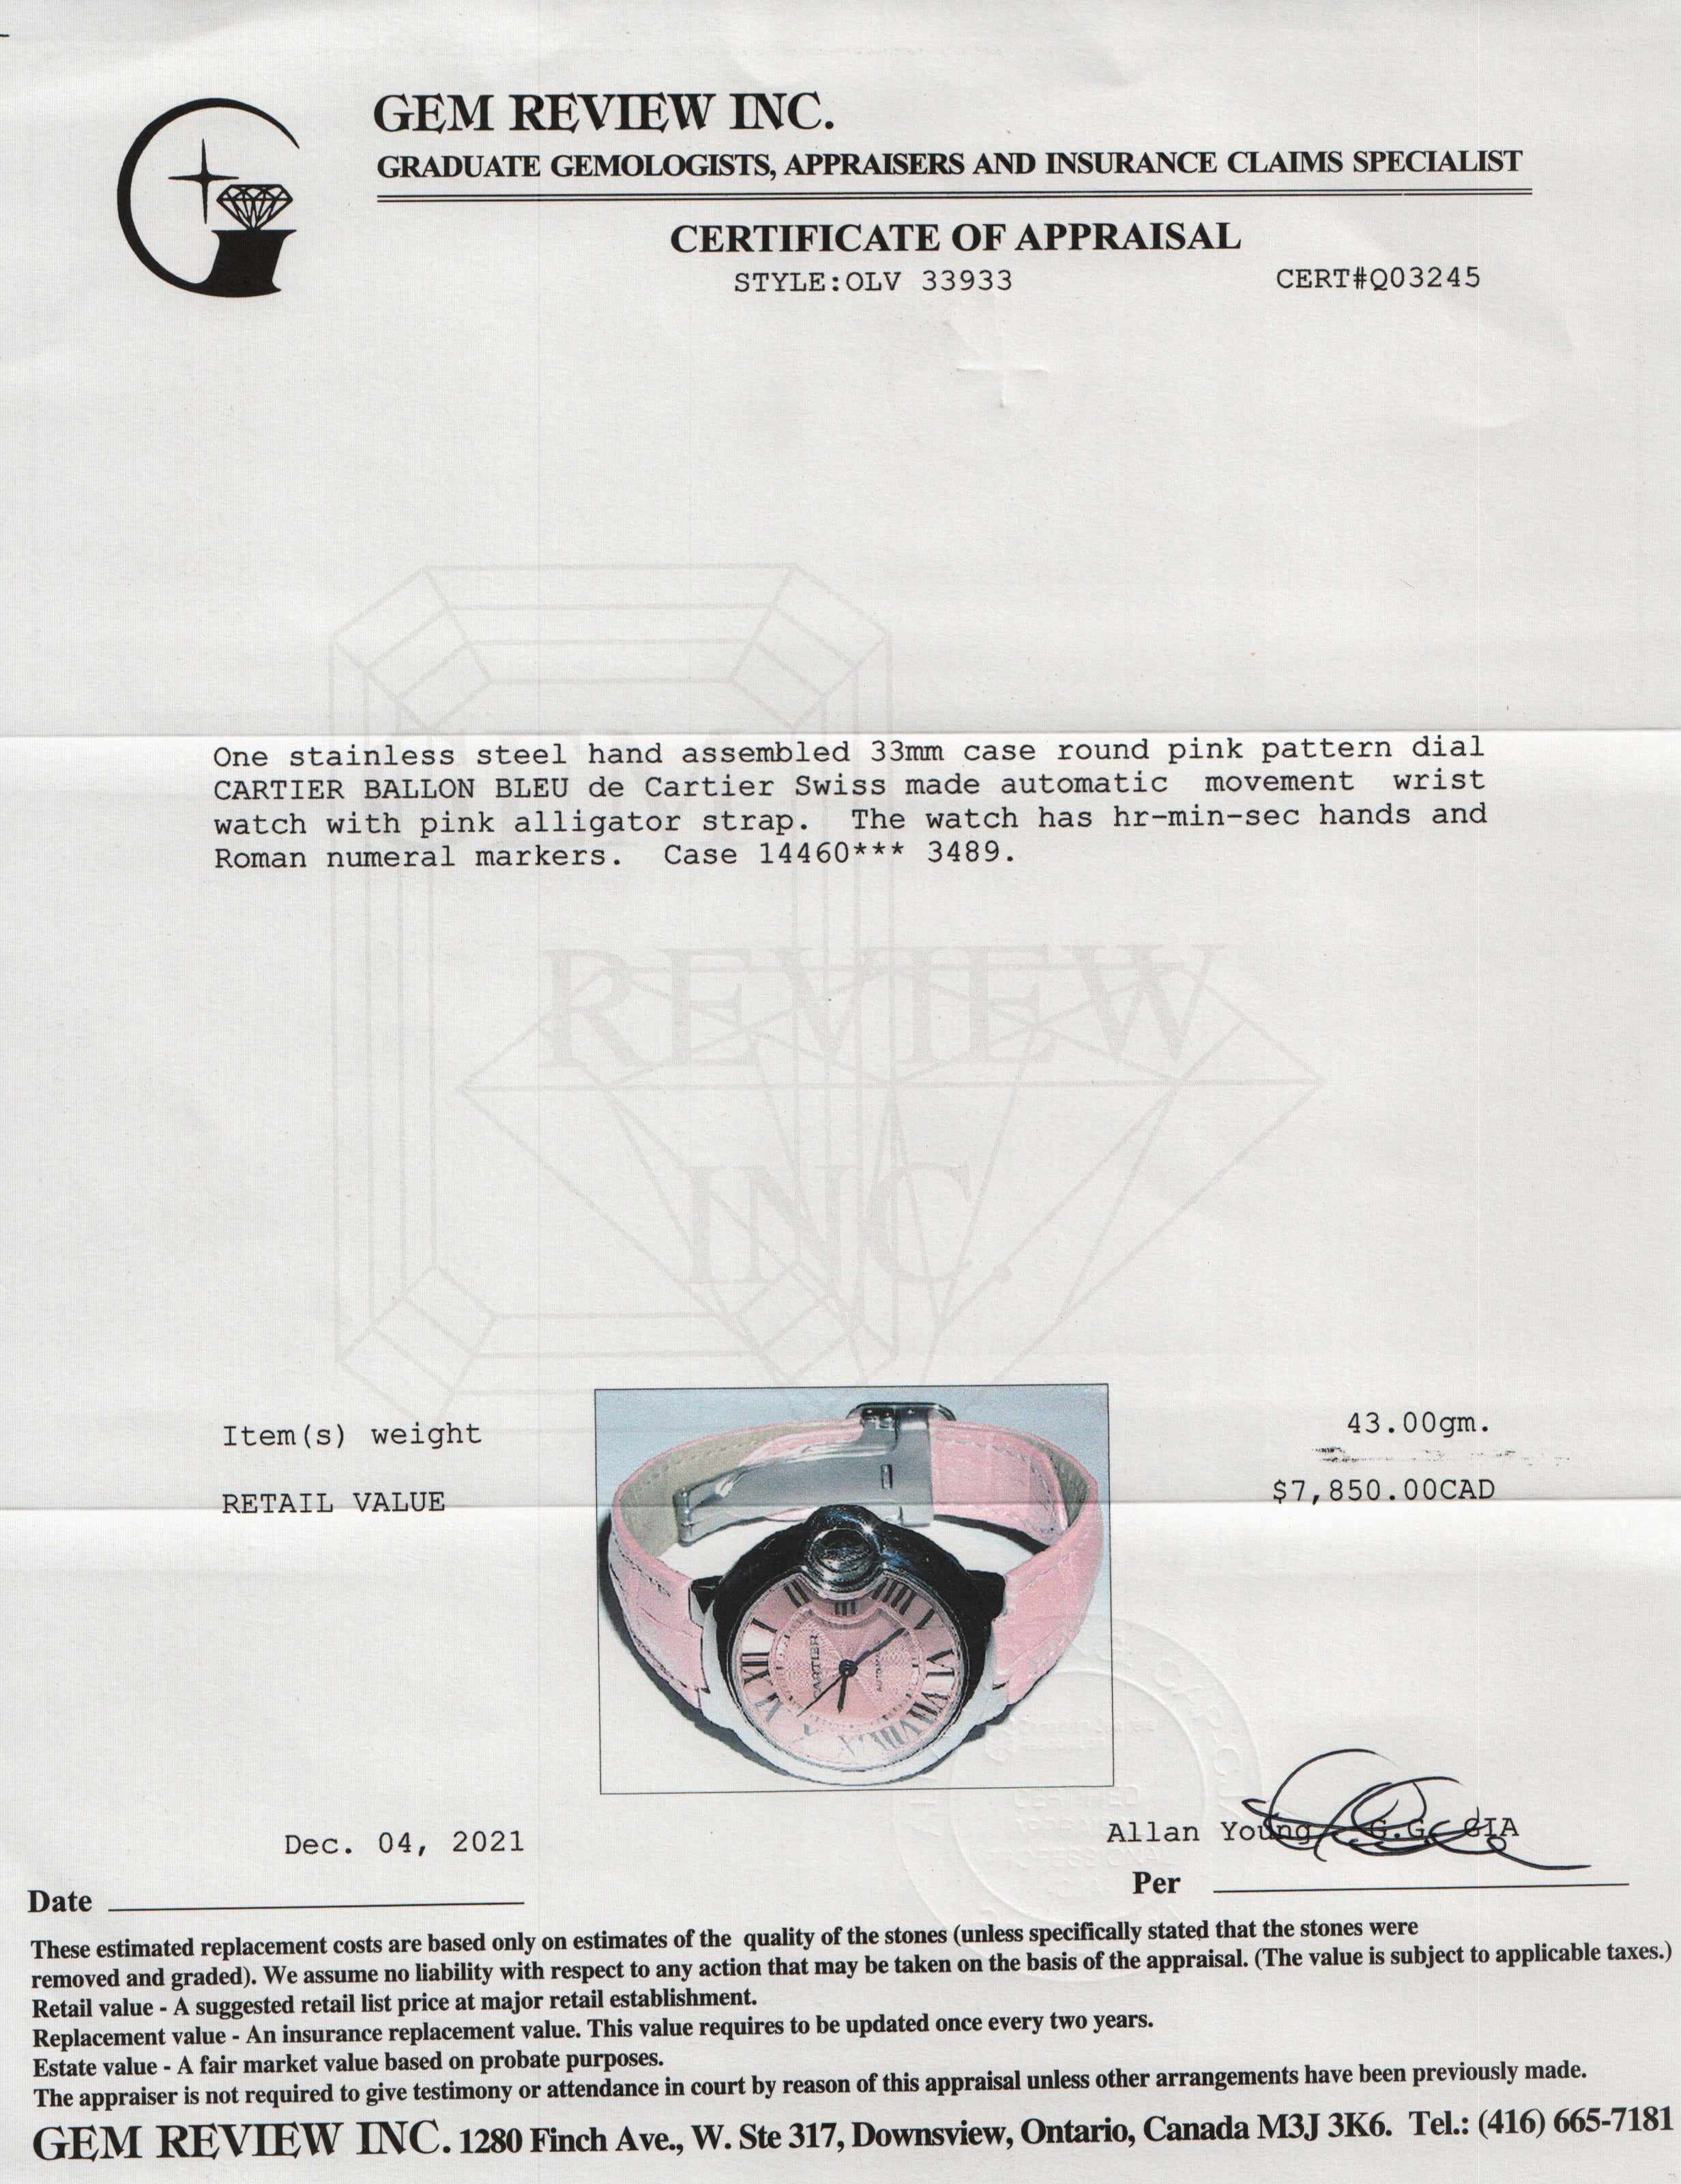 GEM REVIEW INC.
GRADUATE GEMOLOGISTS, APPRAISERS AND INSURANCE CLAIMS SPECIALIST
CERTIFICATE OF APPRAISAL
STYLE:OLV 33933 CERT#Q03245
One stainless steel hand assembled 33mm case round pink pattern dial
CARTIER BALLON BLEU de Cartier Swiss made automatic movement wrist
watch with pink alligator strap. The watch has hr-min-sec hands and
Roman numeral markers. Case 14460*** 3489.
REVIEW
INC.
Item(s) weight 43.00gm.
RETAIL VALUE $7,850.00CAD
CARTIER
Dec. 04, 2021 Allan Young G.G. GIA
Date Per
These estimated replacement costs are based only on estimates of the quality of the stones (unless specifically stated that the stones were
removed and graded). We assume no liability with respect to any action that may be taken on the basis of the appraisal. (The value is subject to applicable taxes.)
Retail value - A suggested retail list price at major retail establishment.
Replacement value - An insurance replacement value. This value requires to be updated once every two years.
Estate value - A fair market value based on probate purposes.
The appraiser is not required to give testimony or attendance in court by reason of this appraisal unless other arrangements have been previously made.
GEM REVIEW INC. 1280 Finch Ave., W. Ste 317, Downsview, Ontario, Canada M3J 3K6. Tel.: (416) 665-7181